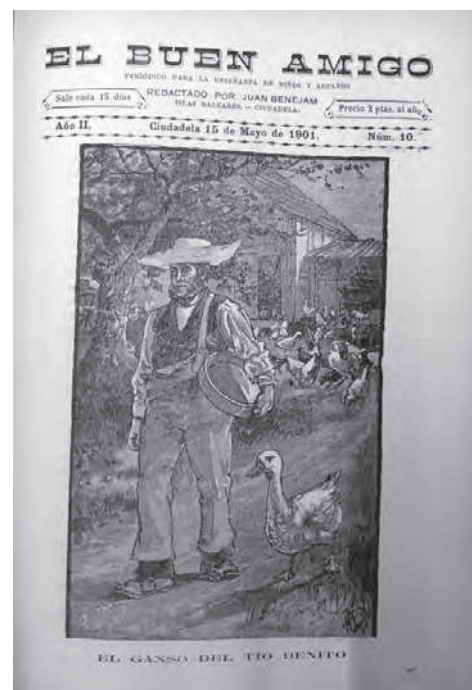 EL BUEN AMIGO
PERIÓDICO PARA LA ENSEÑANZA DE NIÑOS Y ADULTOS
Sale cada 15 días
REDACTADO POR JUAN BENEJAM
ISLAS BALEARES. — CIUDADELA.
Precio 2 ptas. al año
Año II.
Ciudadela 15 de Mayo de 1901.
Núm. 10.
EL GANSO DEL TIO BENITO